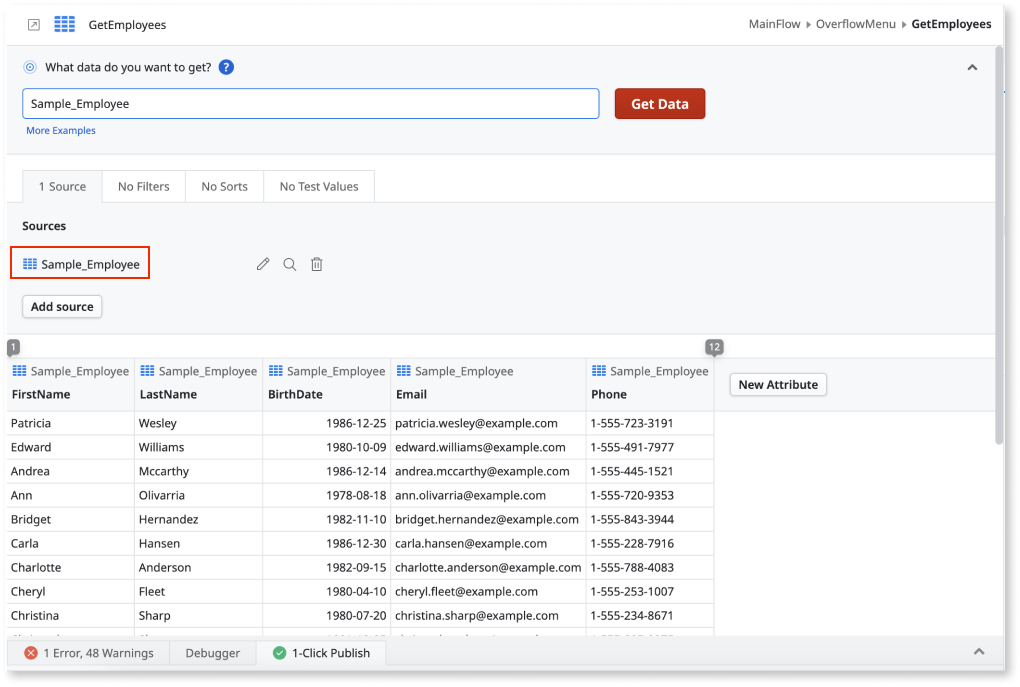 GetEmployees
MainFlow OverflowMenu GetEmployees
What data do you want to get? ?
Sample_Employee
Get Data
More Examples
1 Source No Filters No Sorts No Test Values
Sources
Sample_Employee
Add source
1 12
Sample_Employee Sample_Employee Sample_Employee Sample_Employee Sample_Employee
FirstName LastName BirthDate Email Phone
New Attribute
Patricia Wesley 1986-12-25 patricia.wesley@example.com 1-555-723-3191
Edward Williams 1980-10-09 edward.williams@example.com 1-555-491-7977
Andrea Mccarthy 1986-12-14 andrea.mccarthy@example.com 1-555-445-1521
Ann Olivarria 1978-08-18 ann.olivarria@example.com 1-555-720-9353
Bridget Hernandez 1982-11-10 bridget.hernandez@example.com 1-555-843-3944
Carla Hansen 1986-12-30 carla.hansen@example.com 1-555-228-7916
Charlotte Anderson 1982-09-15 charlotte.anderson@example.com 1-555-788-4083
Cheryl Fleet 1980-04-10 cheryl.fleet@example.com 1-555-253-1007
Christina Sharp 1980-07-20 christina.sharp@example.com 1-555-234-8671
1 Error, 48 Warnings Debugger 1-Click Publish